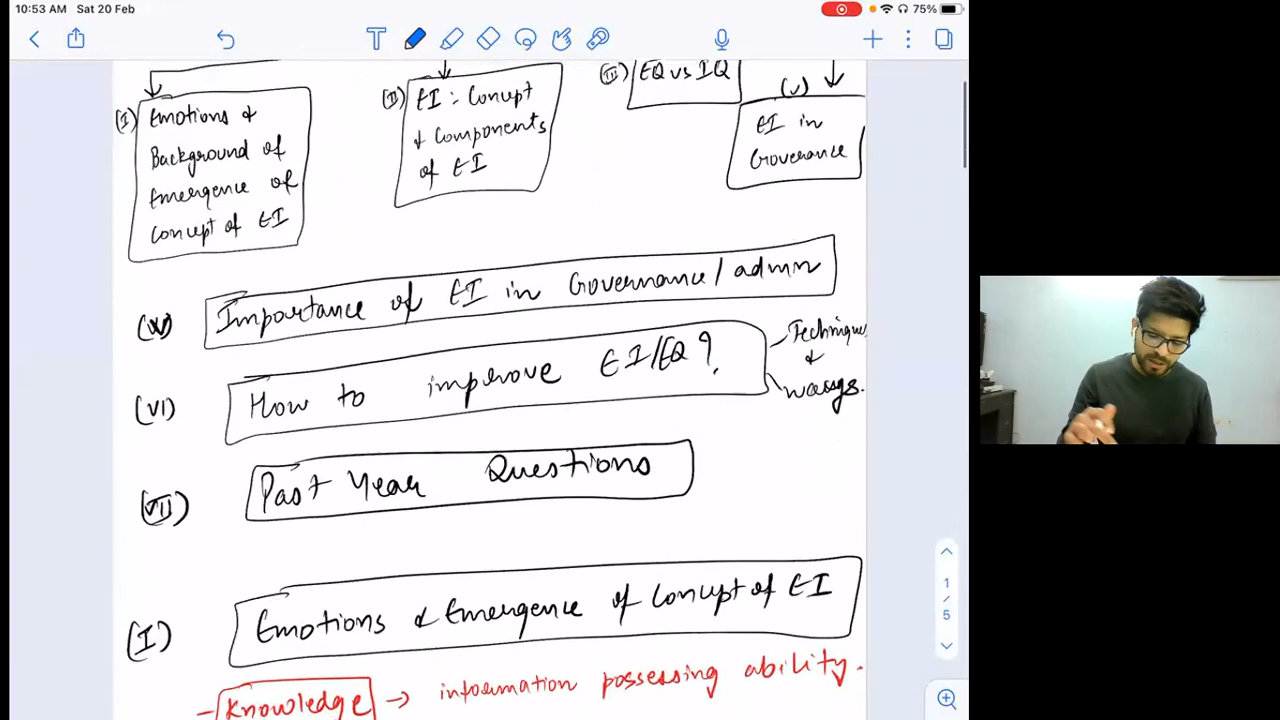 10:53 AM Sat 20 Feb
75%
(I) Emotions &
Background of
Emergence of
Concept of EI
(II) EI : Concept
& Components
of EI
(III) EQ vs IQ
(V)
EI in
Governance
(V) Importance of EI in Governance/admn
(VI) How to improve EI/EQ?
Techniques
&
ways.
(VII) Past Year Questions
(I) Emotions & Emergence of Concept of EI
- Knowledge → information possessing ability.
1
/
5